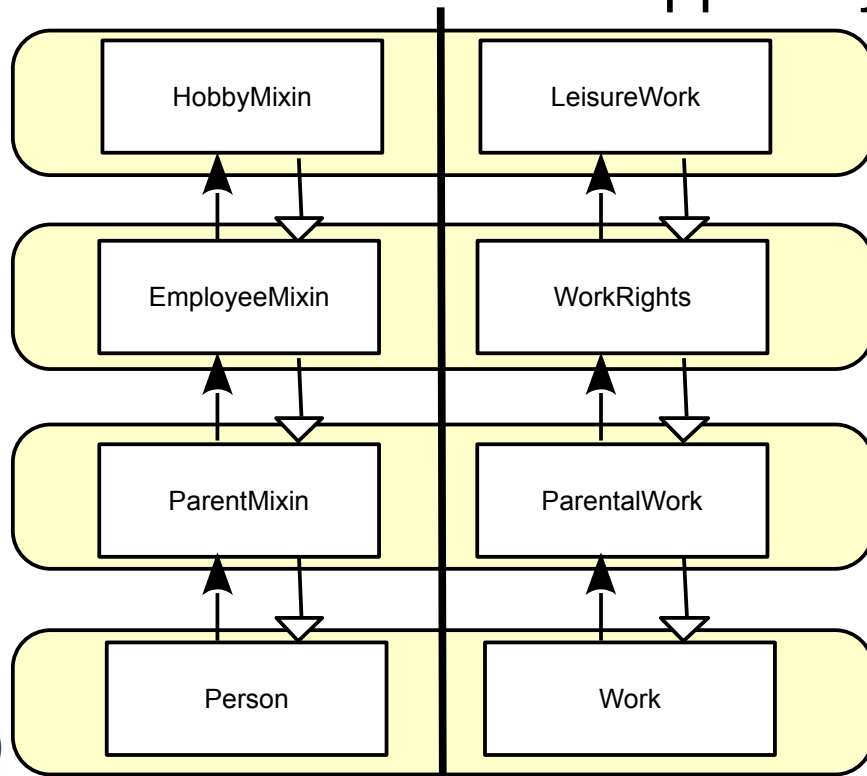 HobbyMixin LeisureWork
EmployeeMixin WorkRights
ParentMixin ParentalWork
Person Work